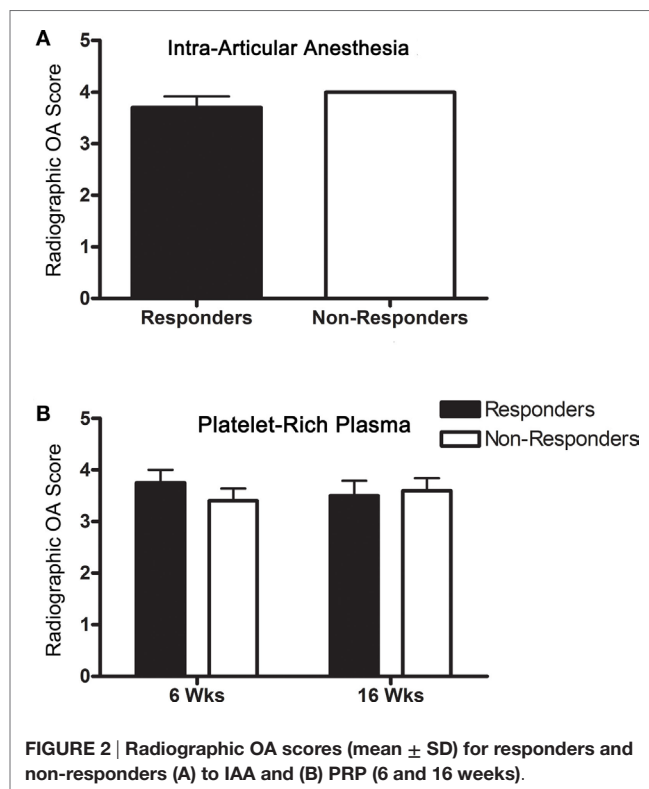 A
Intra-Articular Anesthesia
Radiographic OA Score
5
4
3
2
1
0
Responders
Non-Responders
B
Platelet-Rich Plasma
Responders
Non-Responders
Radiographic OA Score
5
4
3
2
1
0
6 Wks
16 Wks
FIGURE 2 | Radiographic OA scores (mean ± SD) for responders and
non-responders (A) to IAA and (B) PRP (6 and 16 weeks).